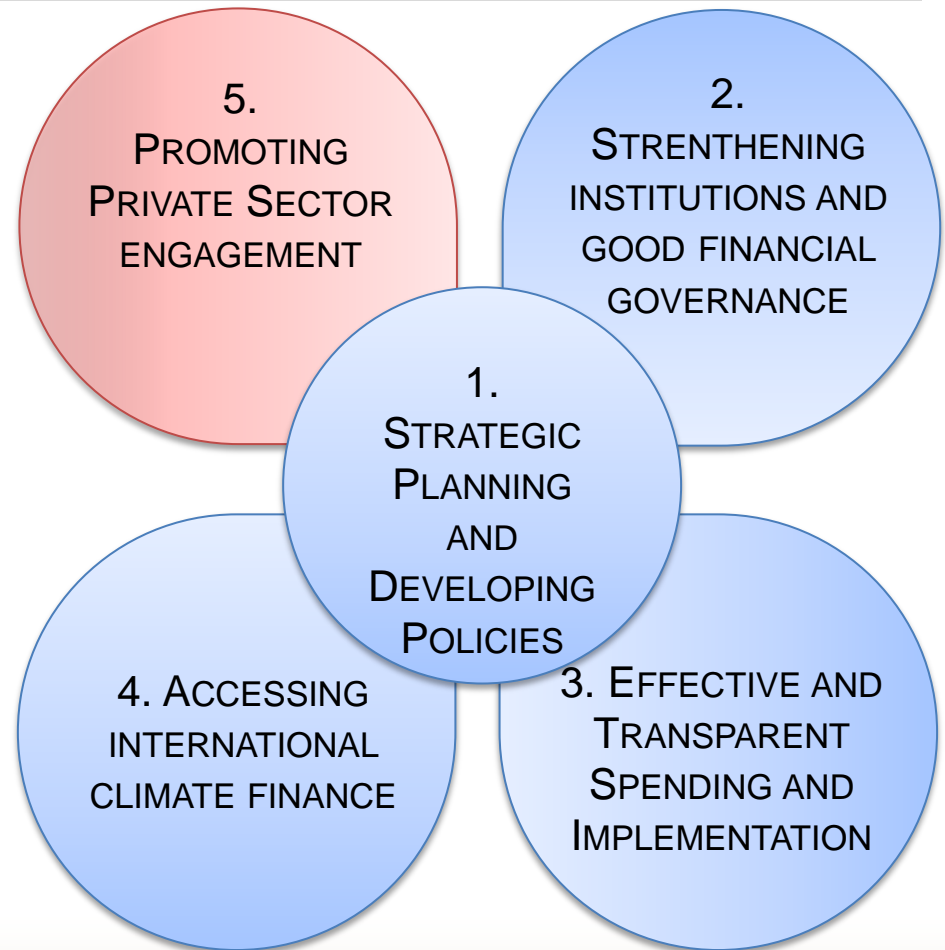 5.
PROMOTING
PRIVATE SECTOR
ENGAGEMENT
2.
STRENTHENING
INSTITUTIONS AND
GOOD FINANCIAL
GOVERNANCE
1.
STRATEGIC
PLANNING
AND
DEVELOPING
POLICIES
4. ACCESSING
INTERNATIONAL
CLIMATE FINANCE
3. EFFECTIVE AND
TRANSPARENT
SPENDING AND
IMPLEMENTATION